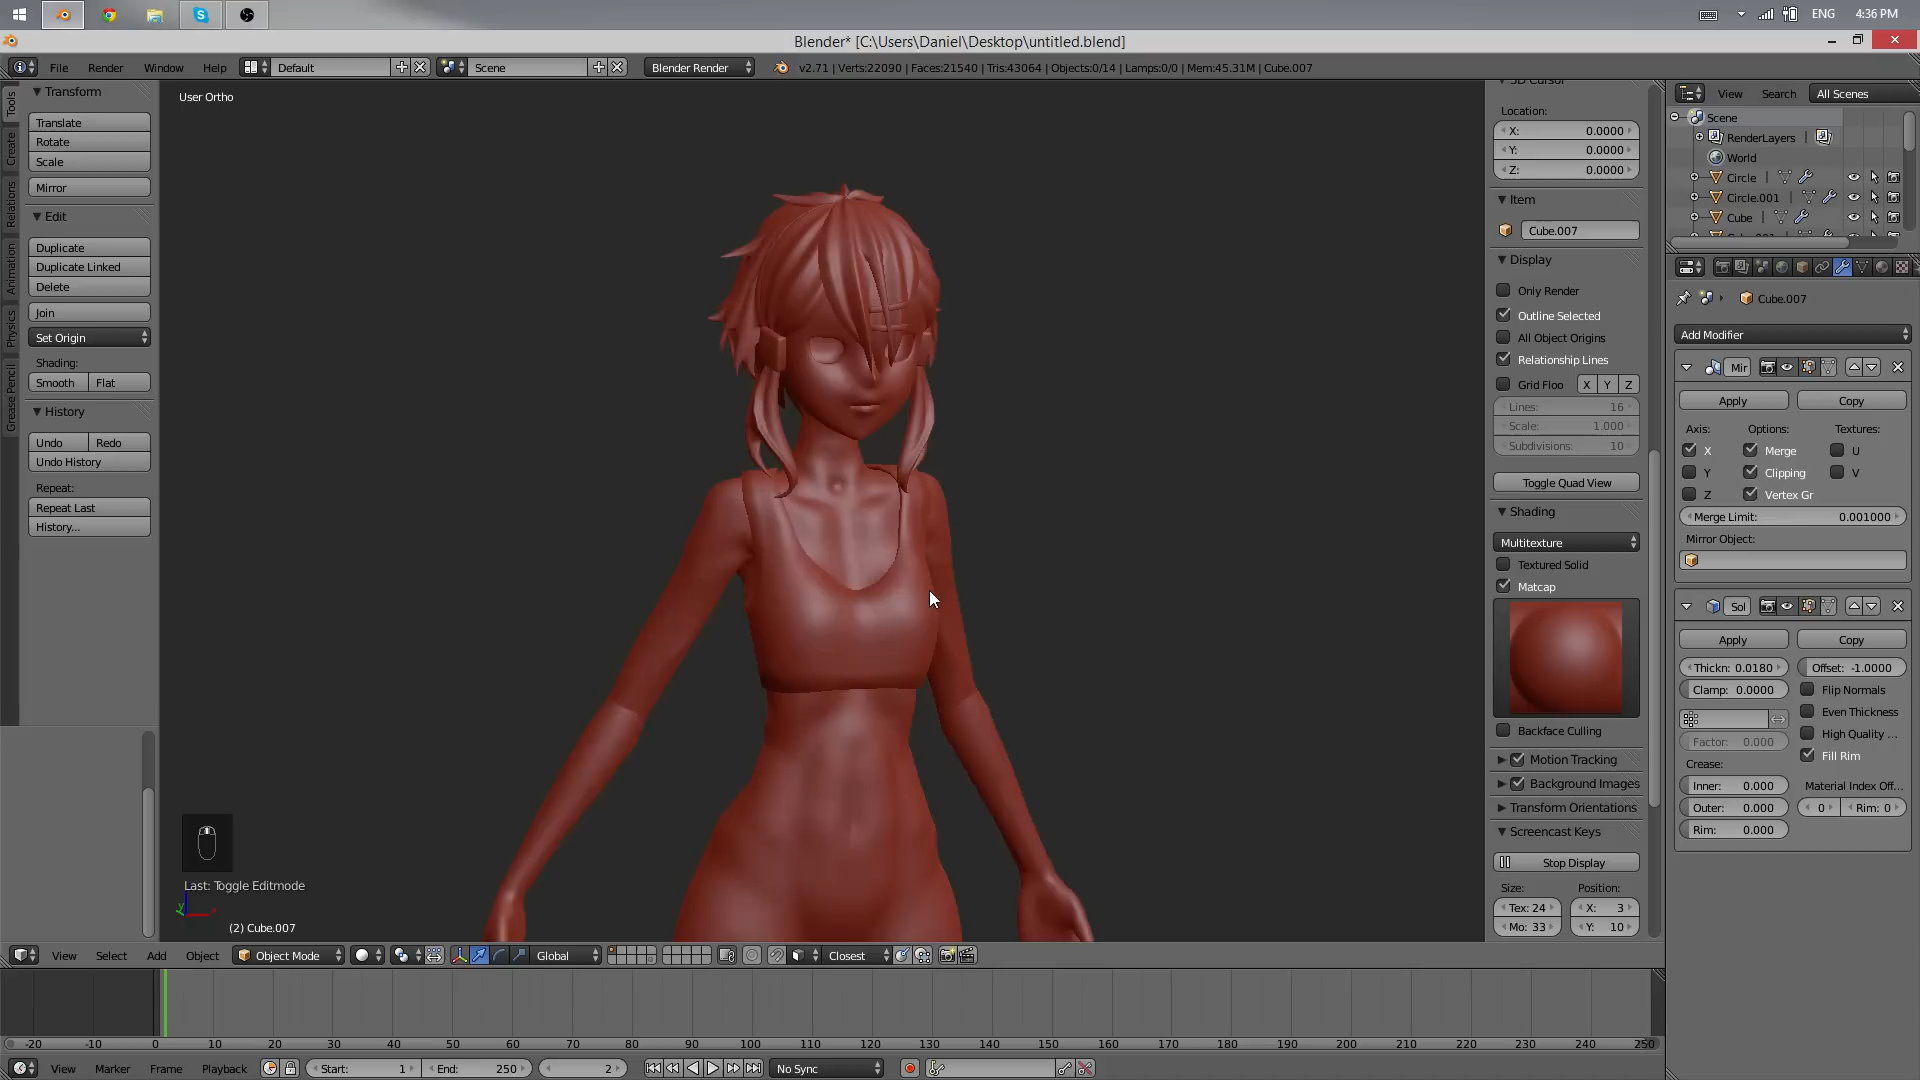 ENG 4:36 PM
Blender* [C:\Users\Daniel\Desktop\untitled.blend]
File Render Window Help Default Scene Blender Render v2.71 | Verts:22090 | Faces:21540 | Tris:43064 | Objects:0/14 | Lamps:0/0 | Mem:45.31M | Cube.007
Tools
Create
Relations
Animation
Physics
Grease Pencil
Transform
Translate
Rotate
Scale
Mirror
Edit
Duplicate
Duplicate Linked
Delete
Join
Set Origin
Shading:
Smooth Flat
History
Undo Redo
Undo History
Repeat:
Repeat Last
History...
User Ortho
Last: Toggle Editmode
(2) Cube.007
3D Cursor
Location:
X: 0.0000
Y: 0.0000
Z: 0.0000
Item
Cube.007
Display
Only Render
Outline Selected
All Object Origins
Relationship Lines
Grid Floo X Y Z
Lines: 16
Scale: 1.000
Subdivisions: 10
Toggle Quad View
Shading
Multitexture
Textured Solid
Matcap
Backface Culling
Motion Tracking
Background Images
Transform Orientations
Screencast Keys
Stop Display
Size: Position:
Tex: 24 X: 3
Mo: 33 Y: 10
View Search All Scenes
Scene
RenderLayers
World
Circle
Circle.001
Cube
Cube.007
Add Modifier
Mir
Apply Copy
Axis: Options: Textures:
X Merge U
Y Clipping V
Z Vertex Gr
Merge Limit: 0.001000
Mirror Object:
Sol
Apply Copy
Thickn: 0.0180 Offset: -1.0000
Clamp: 0.0000 Flip Normals
Even Thickness
Factor: 0.000 High Quality ...
Crease: Fill Rim
Inner: 0.000 Material Index Off...
Outer: 0.000 0 Rim: 0
Rim: 0.000
View Select Add Object Object Mode Global Closest
-20 -10 0 10 20 30 40 50 60 70 80 90 100 110 120 130 140 150 160 170 180 190 200 210 220 230 240 250
View Marker Frame Playback Start: 1 End: 250 2 No Sync